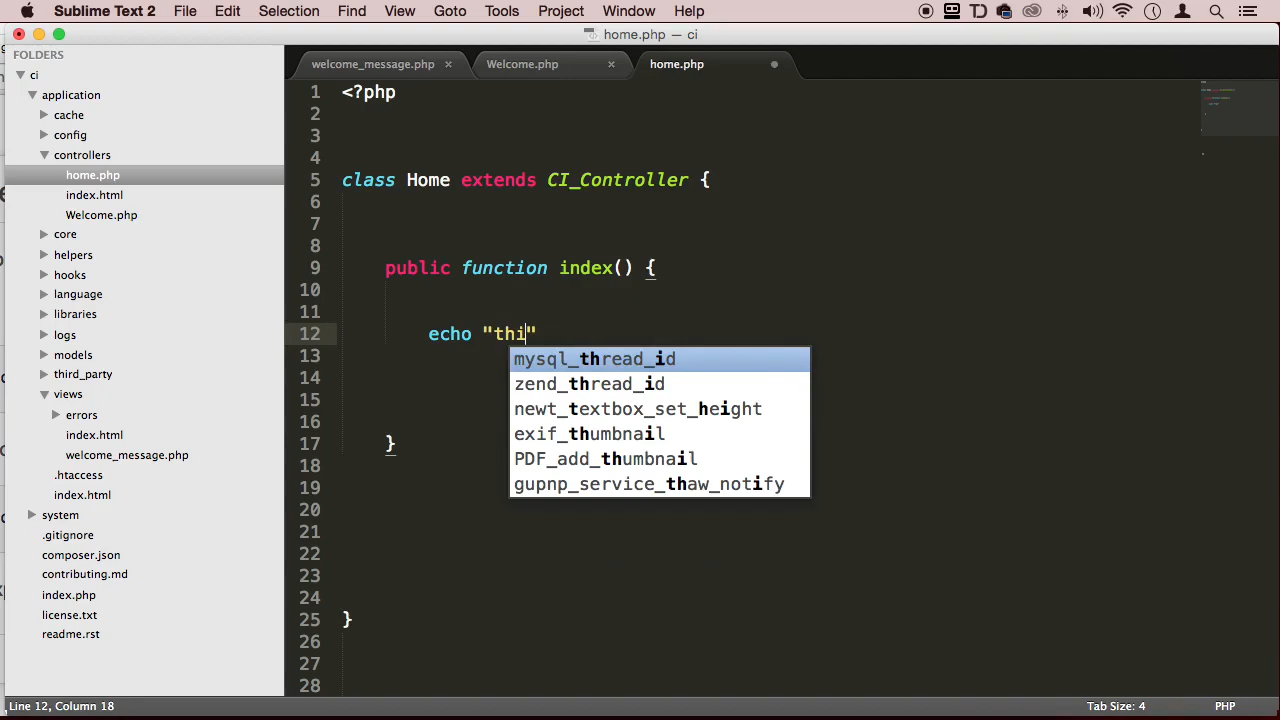 Sublime Text 2 File Edit Selection Find View Goto Tools Project Window Help
home.php — ci
FOLDERS
ci
application
cache
config
controllers
home.php
index.html
Welcome.php
core
helpers
hooks
language
libraries
logs
models
third_party
views
errors
index.html
welcome_message.php
.htaccess
index.html
system
.gitignore
composer.json
contributing.md
index.php
license.txt
readme.rst
welcome_message.php × Welcome.php × home.php
1 <?php
2
3
4
5 class Home extends CI_Controller {
6
7
8
9 public function index() {
10
11
12 echo "thi"
13
14
15
16
17 }
18
19
20
21
22
23
24
25 }
26
27
28
mysql_thread_id
zend_thread_id
newt_textbox_set_height
exif_thumbnail
PDF_add_thumbnail
gupnp_service_thaw_notify
Line 12, Column 18 Tab Size: 4 PHP